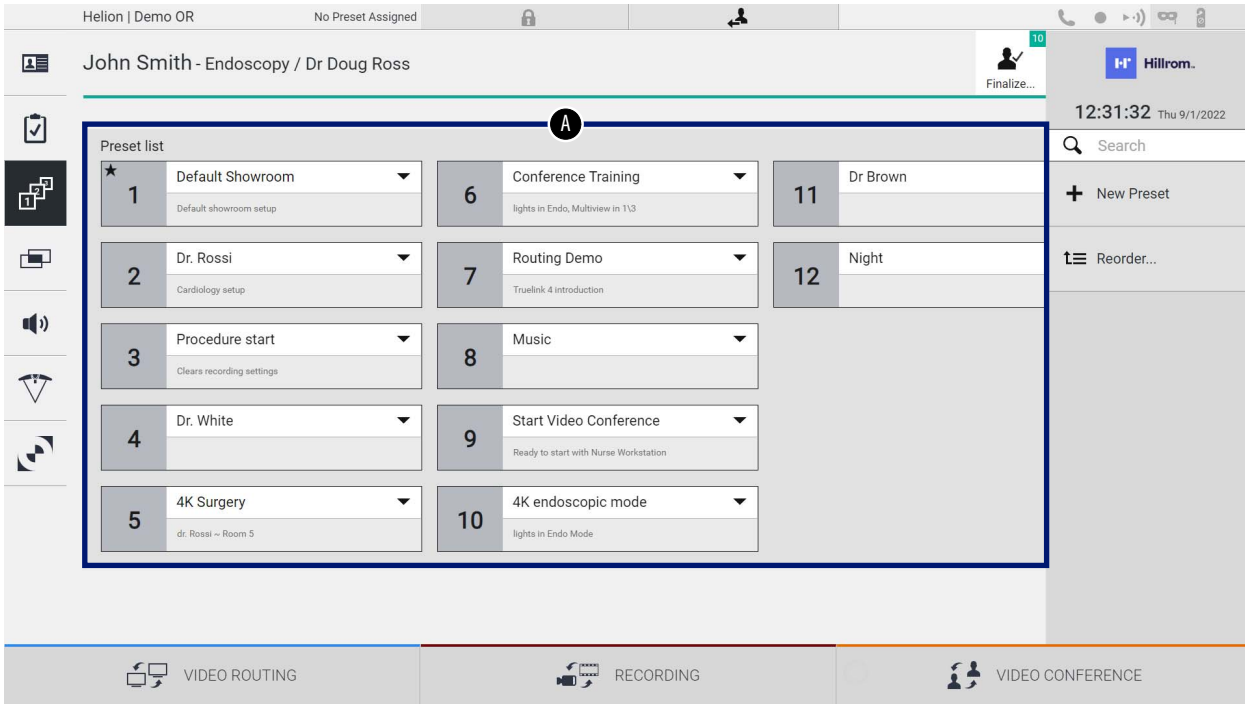 Helion | Demo OR
No Preset Assigned
John Smith - Endoscopy / Dr Doug Ross
10
Finalize...
Hillrom™
12:31:32 Thu 9/1/2022
Search
New Preset
Reorder...
A
Preset list
1
Default Showroom
Default showroom setup
2
Dr. Rossi
Cardiology setup
3
Procedure start
Clears recording settings
4
Dr. White
5
4K Surgery
dr. Rossi ~ Room 5
6
Conference Training
lights in Endo, Multiview in 1\3
7
Routing Demo
Truelink 4 introduction
8
Music
9
Start Video Conference
Ready to start with Nurse Workstation
10
4K endoscopic mode
lights in Endo Mode
11
Dr Brown
12
Night
VIDEO ROUTING
RECORDING
VIDEO CONFERENCE